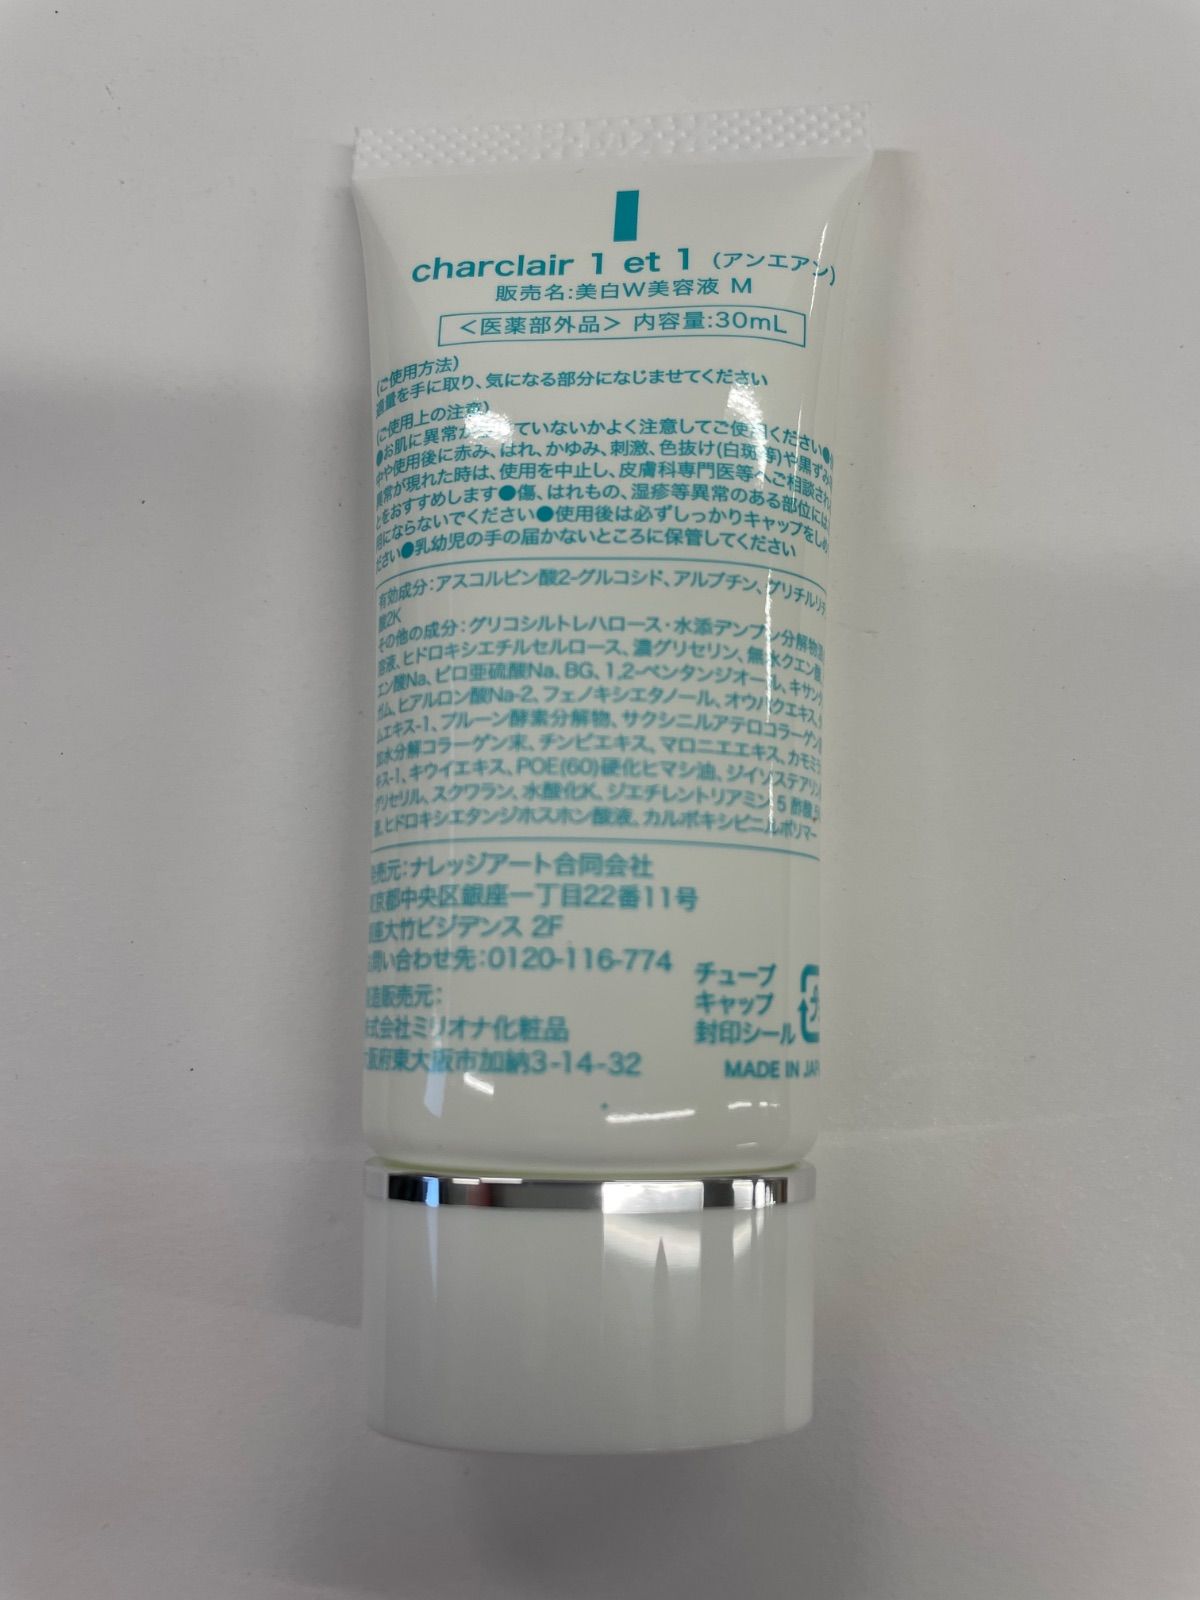 charclair 1 et 1 (アンエアン)
販売名:美白W美容液 M
<医薬部外品> 内容量:30mL
(ご使用方法)
適量を手に取り、気になる部分になじませてください
(ご使用上の注意)
●お肌に異常が ていないかよく注意してご使用ください●
中や使用後に赤み、はれ、かゆみ、刺激、色抜け(白斑等)や黒ずみ
異常が現れた時は、使用を中止し、皮膚科専門医等へご相談され
とをおすすめします●傷、はれもの、湿疹等異常のある部位には
用にならないでください●使用後は必ずしっかりキャップをしめ
ださい●乳幼児の手の届かないところに保管してください
有効成分:アスコルビン酸2-グルコシド、アルブチン、グリチルリチ
酸2K
その他の成分:グリコシルトレハロース・水添デンプン分解物
溶液、ヒドロキシエチルセルロース、濃グリセリン、無水クエン酸
エン酸Na、ピロ亜硫酸Na、BG、1,2-ペンタンジオール、キサンタ
ガム、ヒアルロン酸Na-2、フェノキシエタノール、オウバクエキス、
ムエキス-1、プルーン酵素分解物、サクシニルアテロコラーゲン
加水分解コラーゲン末、チンピエキス、マロニエエキス、カモミラ
キス-1、キウイエキス、POE(60)硬化ヒマシ油、ジイソステアリン
グリセリル、スクワラン、水酸化K、ジエチレントリアミン5酢酸
ヒドロキシエタンジホスホン酸液、カルボキシビニルポリマー
売元:ナレッジアート合同会社
京都中央区銀座一丁目22番11号
座大竹ビジデンス 2F
問い合わせ先:0120-116-774
造販売元:
式会社ミリオナ化粧品
阪府東大阪市加納3-14-32
チューブ
キャップ
封印シール
MADE IN JAP